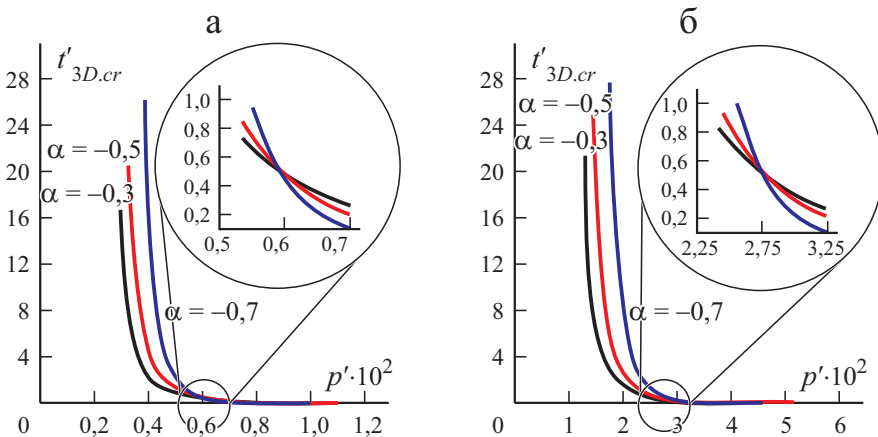 а
t′3D.cr
28
24
20
16
12
8
4
0
α = –0,5
α = –0,3
α = –0,7
1,0
0,8
0,6
0,4
0,2
0,5 0,6 0,7
p′·10²
0,2 0,4 0,6 0,8 1,0 1,2
б
t′3D.cr
28
24
20
16
12
8
4
0
α = –0,5
α = –0,3
α = –0,7
1,0
0,8
0,6
0,4
0,2
2,25 2,75 3,25
p′·10²
1 2 3 4 5 6